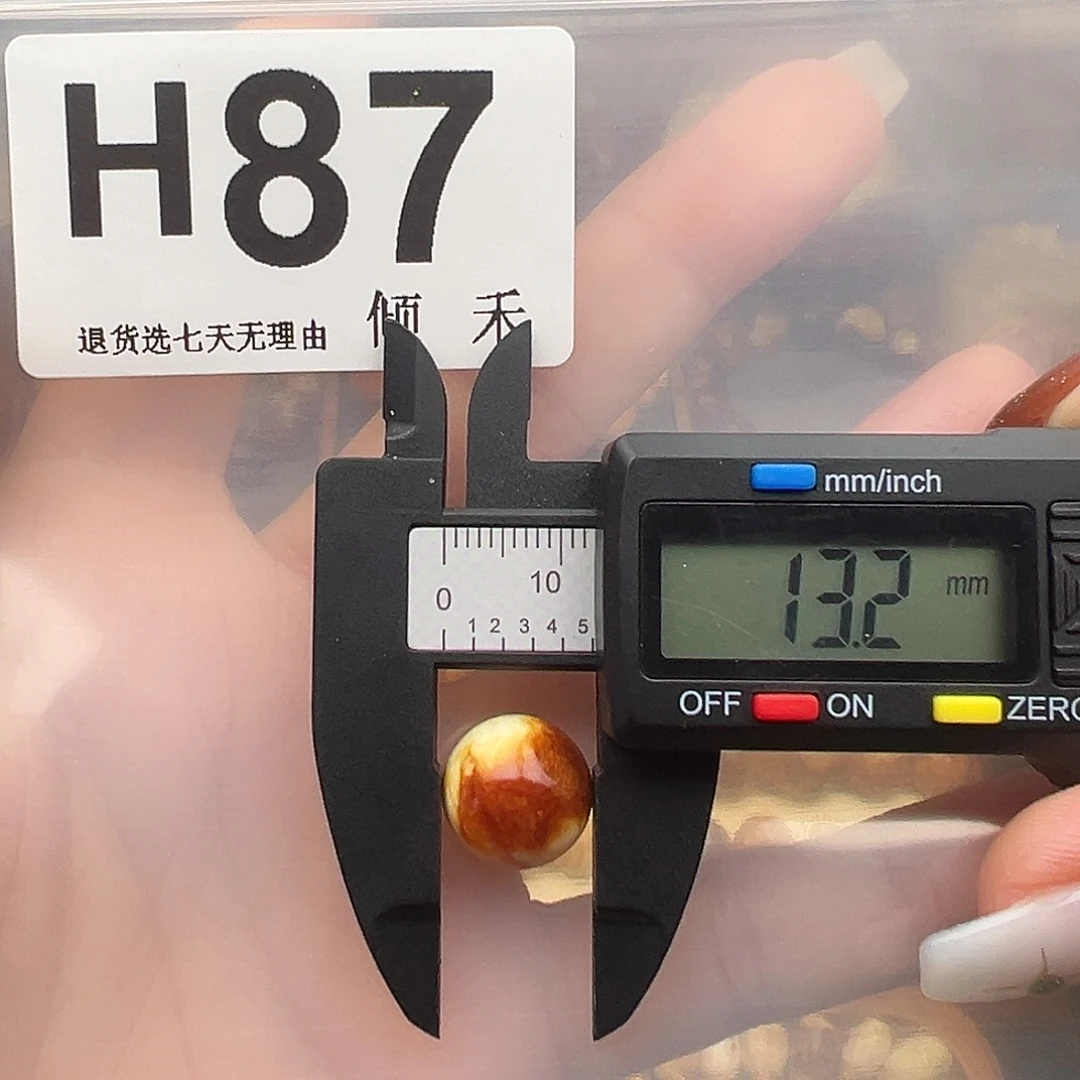 H87
退货选七天无理由 倾 禾
mm/inch
13.2 mm
OFF ON ZERO
0 10
1 2 3 4 5